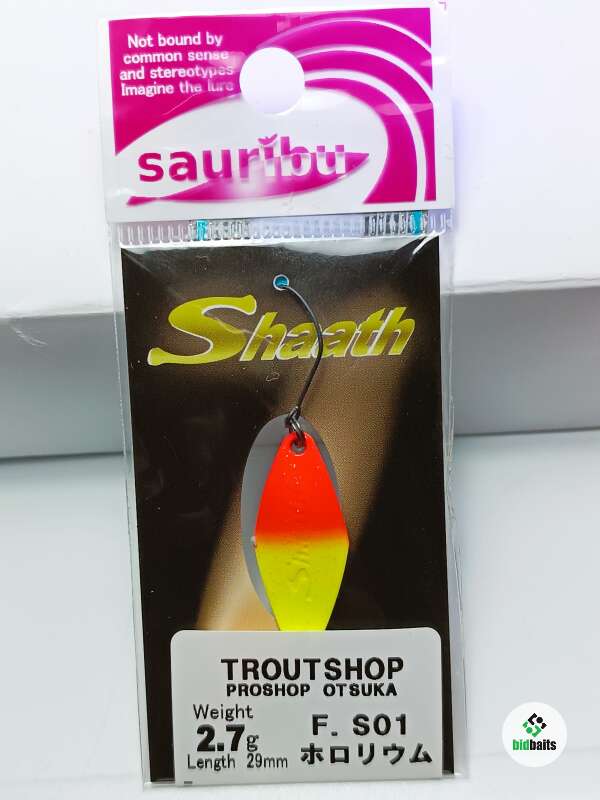 Not bound by
common sense
and stereotypes
Imagine the lure
sauribu
Shaath
TROUTSHOP
PROSHOP OTSUKA
Weight
2.7g
Length 29mm
F. S01
ホロリウム
bidbaits